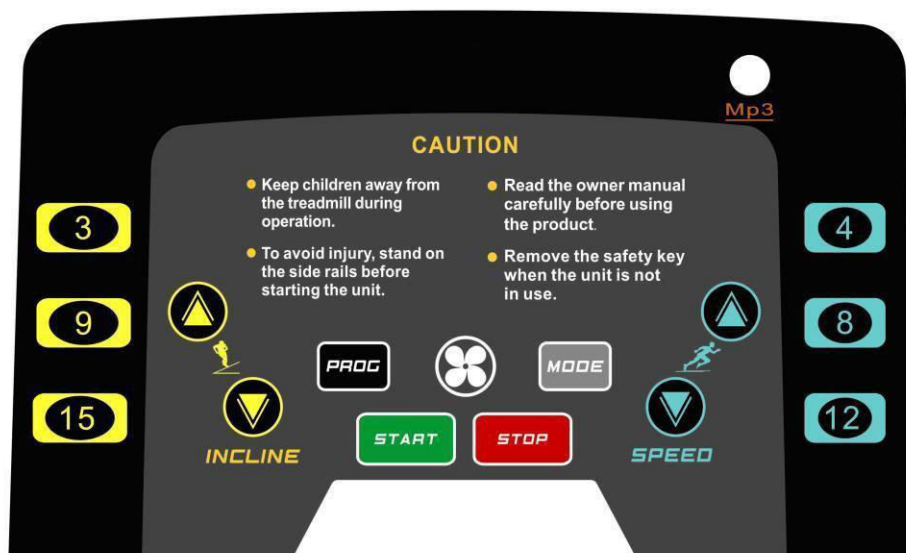 Mp3
CAUTION
Keep children away from
the treadmill during
operation.
To avoid injury, stand on
the side rails before
starting the unit.
Read the owner manual
carefully before using
the product.
Remove the safety key
when the unit is not
in use.
3
9
15
4
8
12
PROG
MODE
START
STOP
INCLINE
SPEED